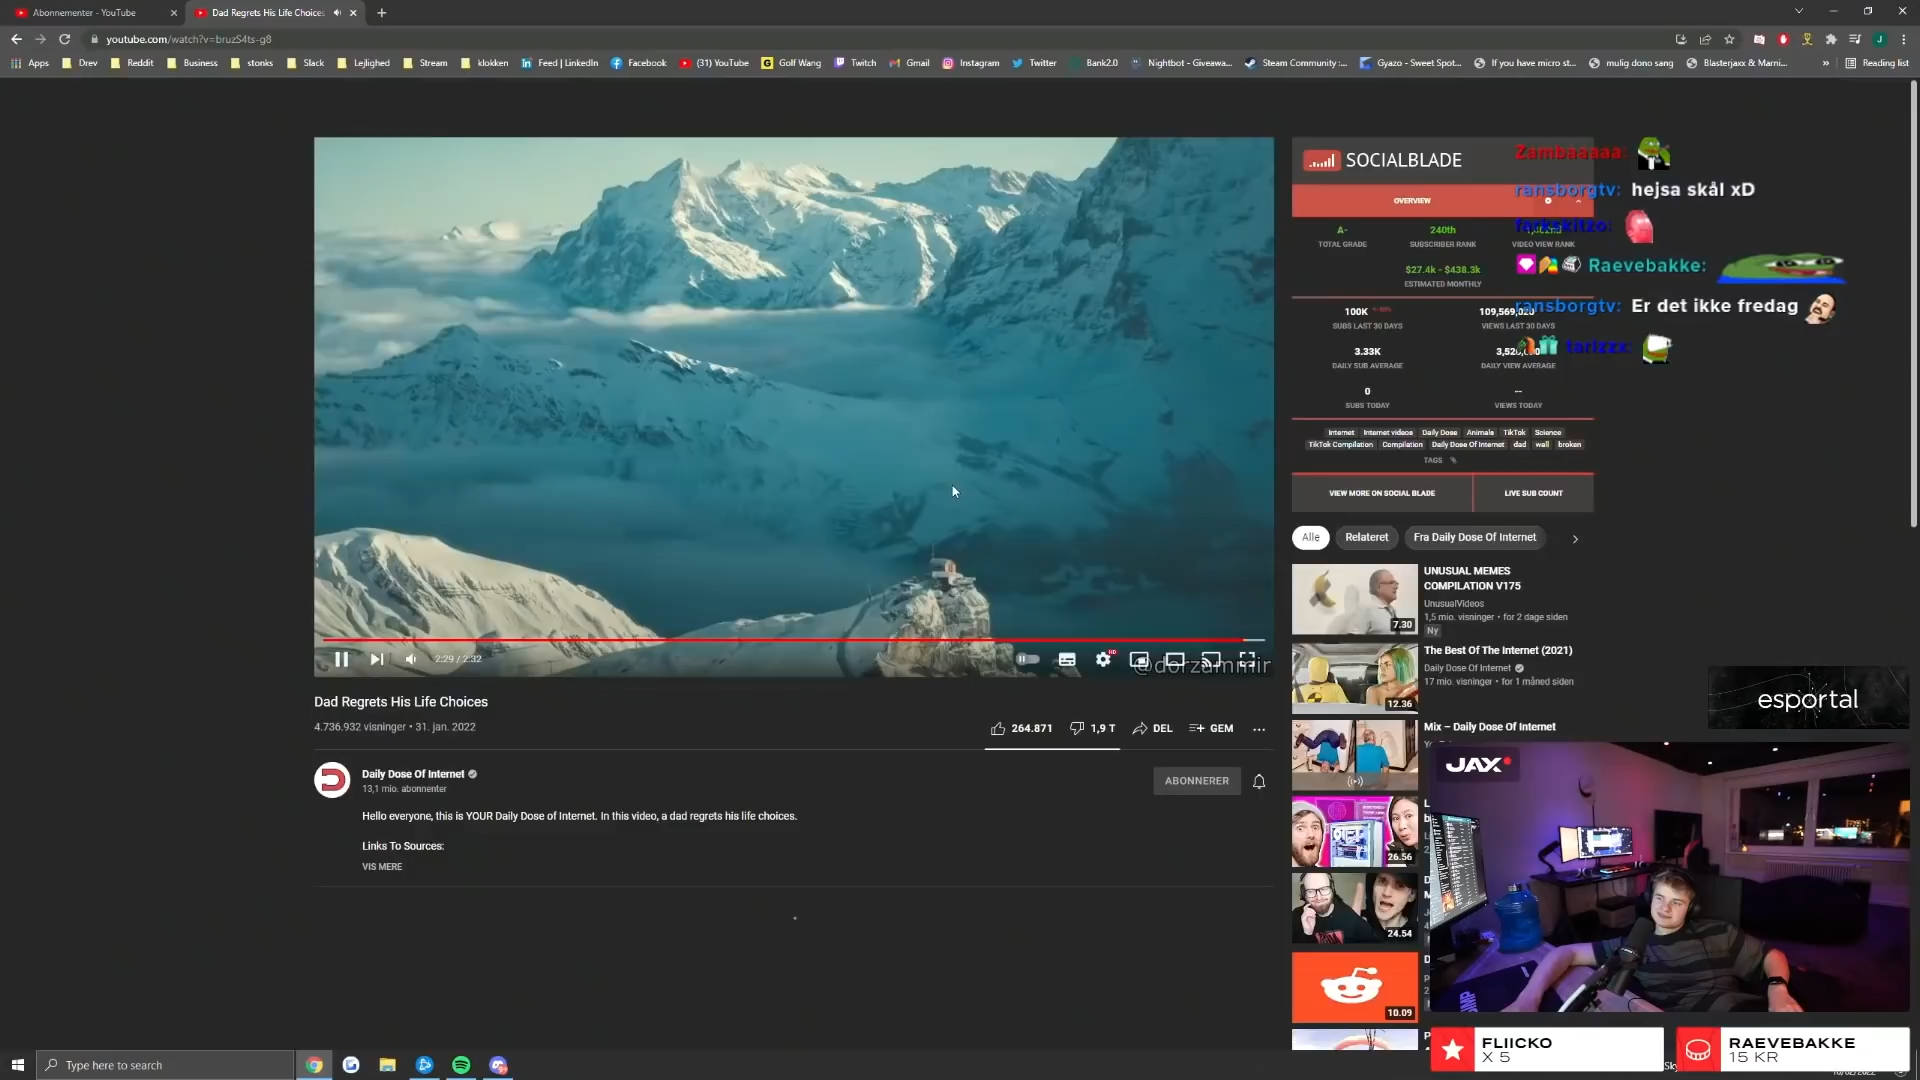 Abonnementer - YouTube
Dad Regrets His Life Choices
youtube.com/watch?v=bruzS4ts-g8
Apps
Drev
Reddit
Business
stonks
Slack
Lejlighed
Stream
klokken
Feed | LinkedIn
Facebook
(31) YouTube
Golf Wang
Twitch
Gmail
Instagram
Twitter
Bank2.0
Nightbot - Giveawa...
Steam Community :...
Gyazo - Sweet Spot...
If you have micro st...
mulig dono sang
Blasterjaxx & Marni...
Reading list
SOCIALBLADE
OVERVIEW
A-
TOTAL GRADE
240th
SUBSCRIBER RANK
VIDEO VIEW RANK
$27.4k - $438.3k
ESTIMATED MONTHLY
100K
SUBS LAST 30 DAYS
VIEWS LAST 30 DAYS
3.33K
DAILY SUB AVERAGE
DAILY VIEW AVERAGE
0
SUBS TODAY
--
VIEWS TODAY
Internet Internet videos Daily Dose Animals TikTok Science
TikTok Compilation Compilation Daily Dose Of Internet dad wall broken
TAGS
VIEW MORE ON SOCIAL BLADE
LIVE SUB COUNT
Zambaaaaa:
ransborgtv: hejsa skål xD
Raevebakke:
ransborgtv: Er det ikke fredag
tarizzx:
Alle
Relateret
Fra Daily Dose Of Internet
UNUSUAL MEMES
COMPILATION V175
UnusualVideos
1,5 mio. visninger • for 2 dage siden
Ny
7.30
The Best Of The Internet (2021)
Daily Dose Of Internet
17 mio. visninger • for 1 måned siden
12.36
Mix – Daily Dose Of Internet
26.56
24.54
10.09
2:29 / 2:32
HD
@dorzammir
Dad Regrets His Life Choices
4.736.932 visninger • 31. jan. 2022
264.871
1,9 T
DEL
GEM
Daily Dose Of Internet
13,1 mio. abonnenter
ABONNERER
Hello everyone, this is YOUR Daily Dose of Internet. In this video, a dad regrets his life choices.
Links To Sources:
VIS MERE
esportal
JAX
FLIICKO
X 5
RAEVEBAKKE
15 KR
Type here to search